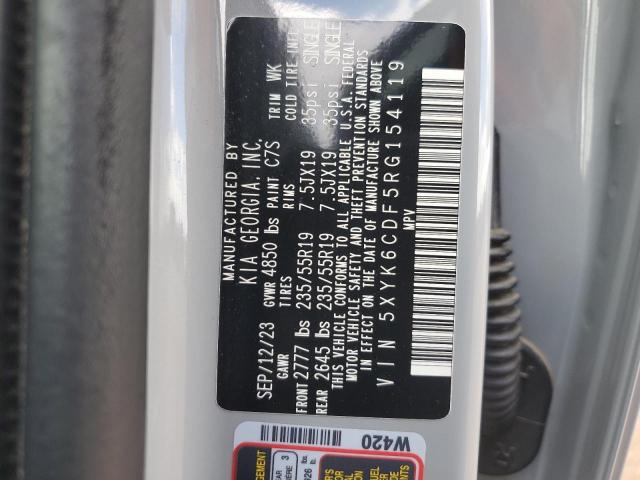 MANUFACTURED BY
KIA GEORGIA, INC.
SEP/12/23 GVWR 4850 lbs PAINT C7S TRIM WK
GAWR TIRES RIMS COLD TIRE INFL
FRONT 2777 lbs 235/55R19 7.5JX19 35psi SINGLE
REAR 2645 lbs 235/55R19 7.5JX19 35psi SINGLE
THIS VEHICLE CONFORMS TO ALL APPLICABLE U.S.A. FEDERAL
MOTOR VEHICLE SAFETY AND THEFT PREVENTION STANDARDS
IN EFFECT ON THE DATE OF MANUFACTURE SHOWN ABOVE
VIN 5XYK6CDF5RG154119
MPV
W420
3
R